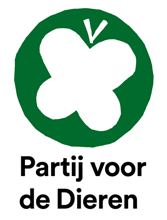 Partij voor
de Dieren